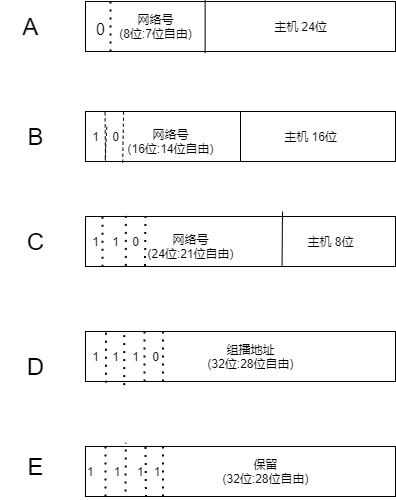 A
0
网络号
(8位:7位自由)
主机 24位
B
1 0
网络号
(16位:14位自由)
主机 16位
C
1 1 0
网络号
(24位:21位自由)
主机 8位
D
1 1 1 0
组播地址
(32位:28位自由)
E
1 1 1 1
保留
(32位:28位自由)